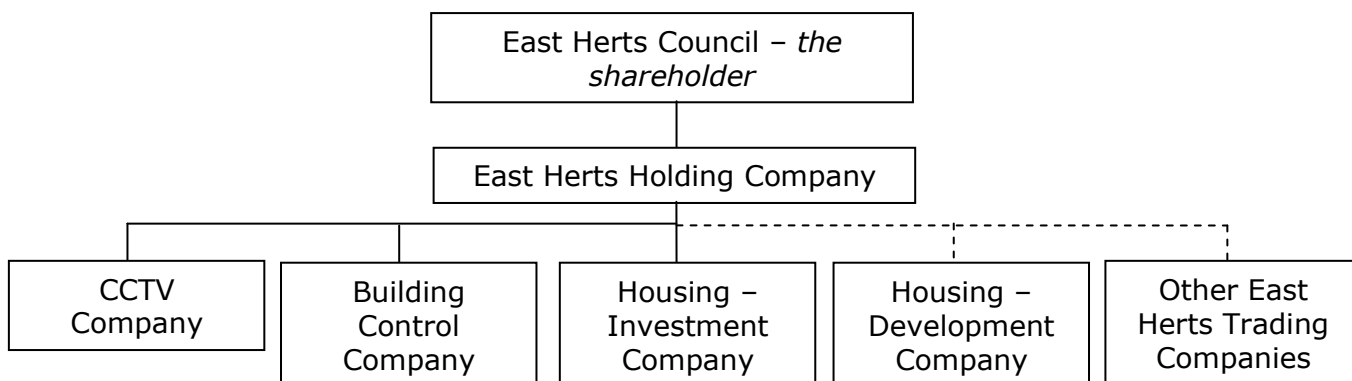 East Herts Council – the
shareholder
East Herts Holding Company
CCTV
Company
Building
Control
Company
Housing –
Investment
Company
Housing –
Development
Company
Other East
Herts Trading
Companies